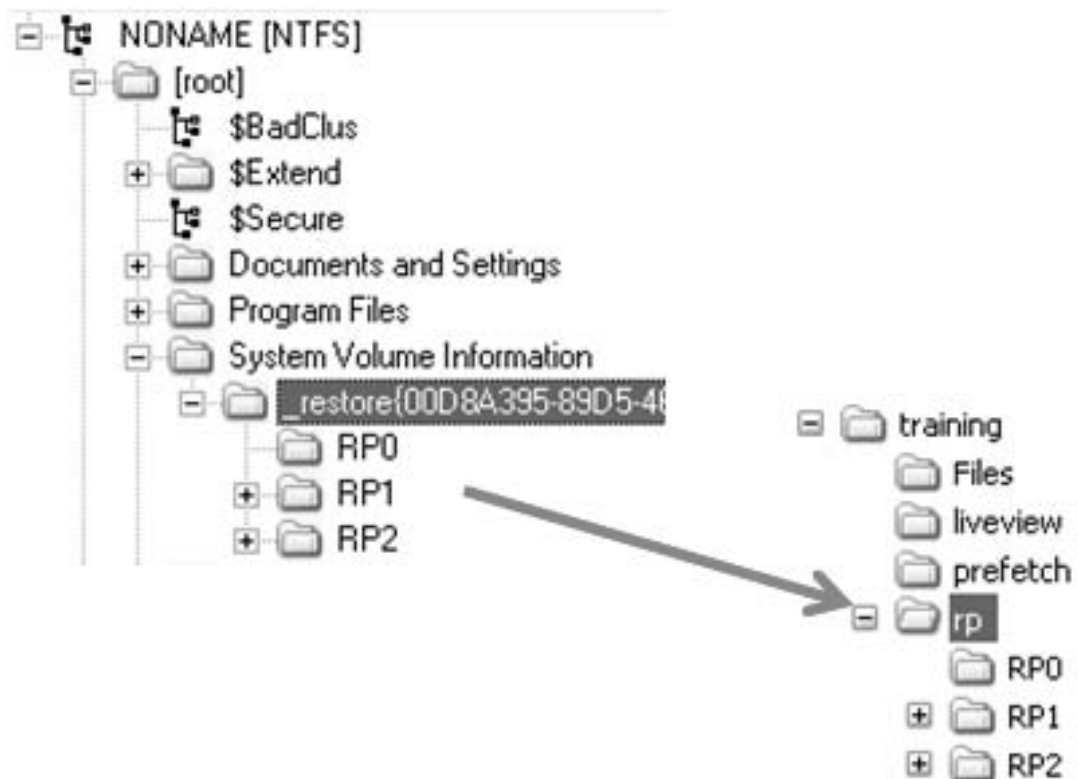 NONAME [NTFS]
[root]
$BadClus
$Extend
$Secure
Documents and Settings
Program Files
System Volume Information
_restore{00D8A395-89D5-48
RP0
RP1
RP2
training
Files
liveview
prefetch
rp
RP0
RP1
RP2